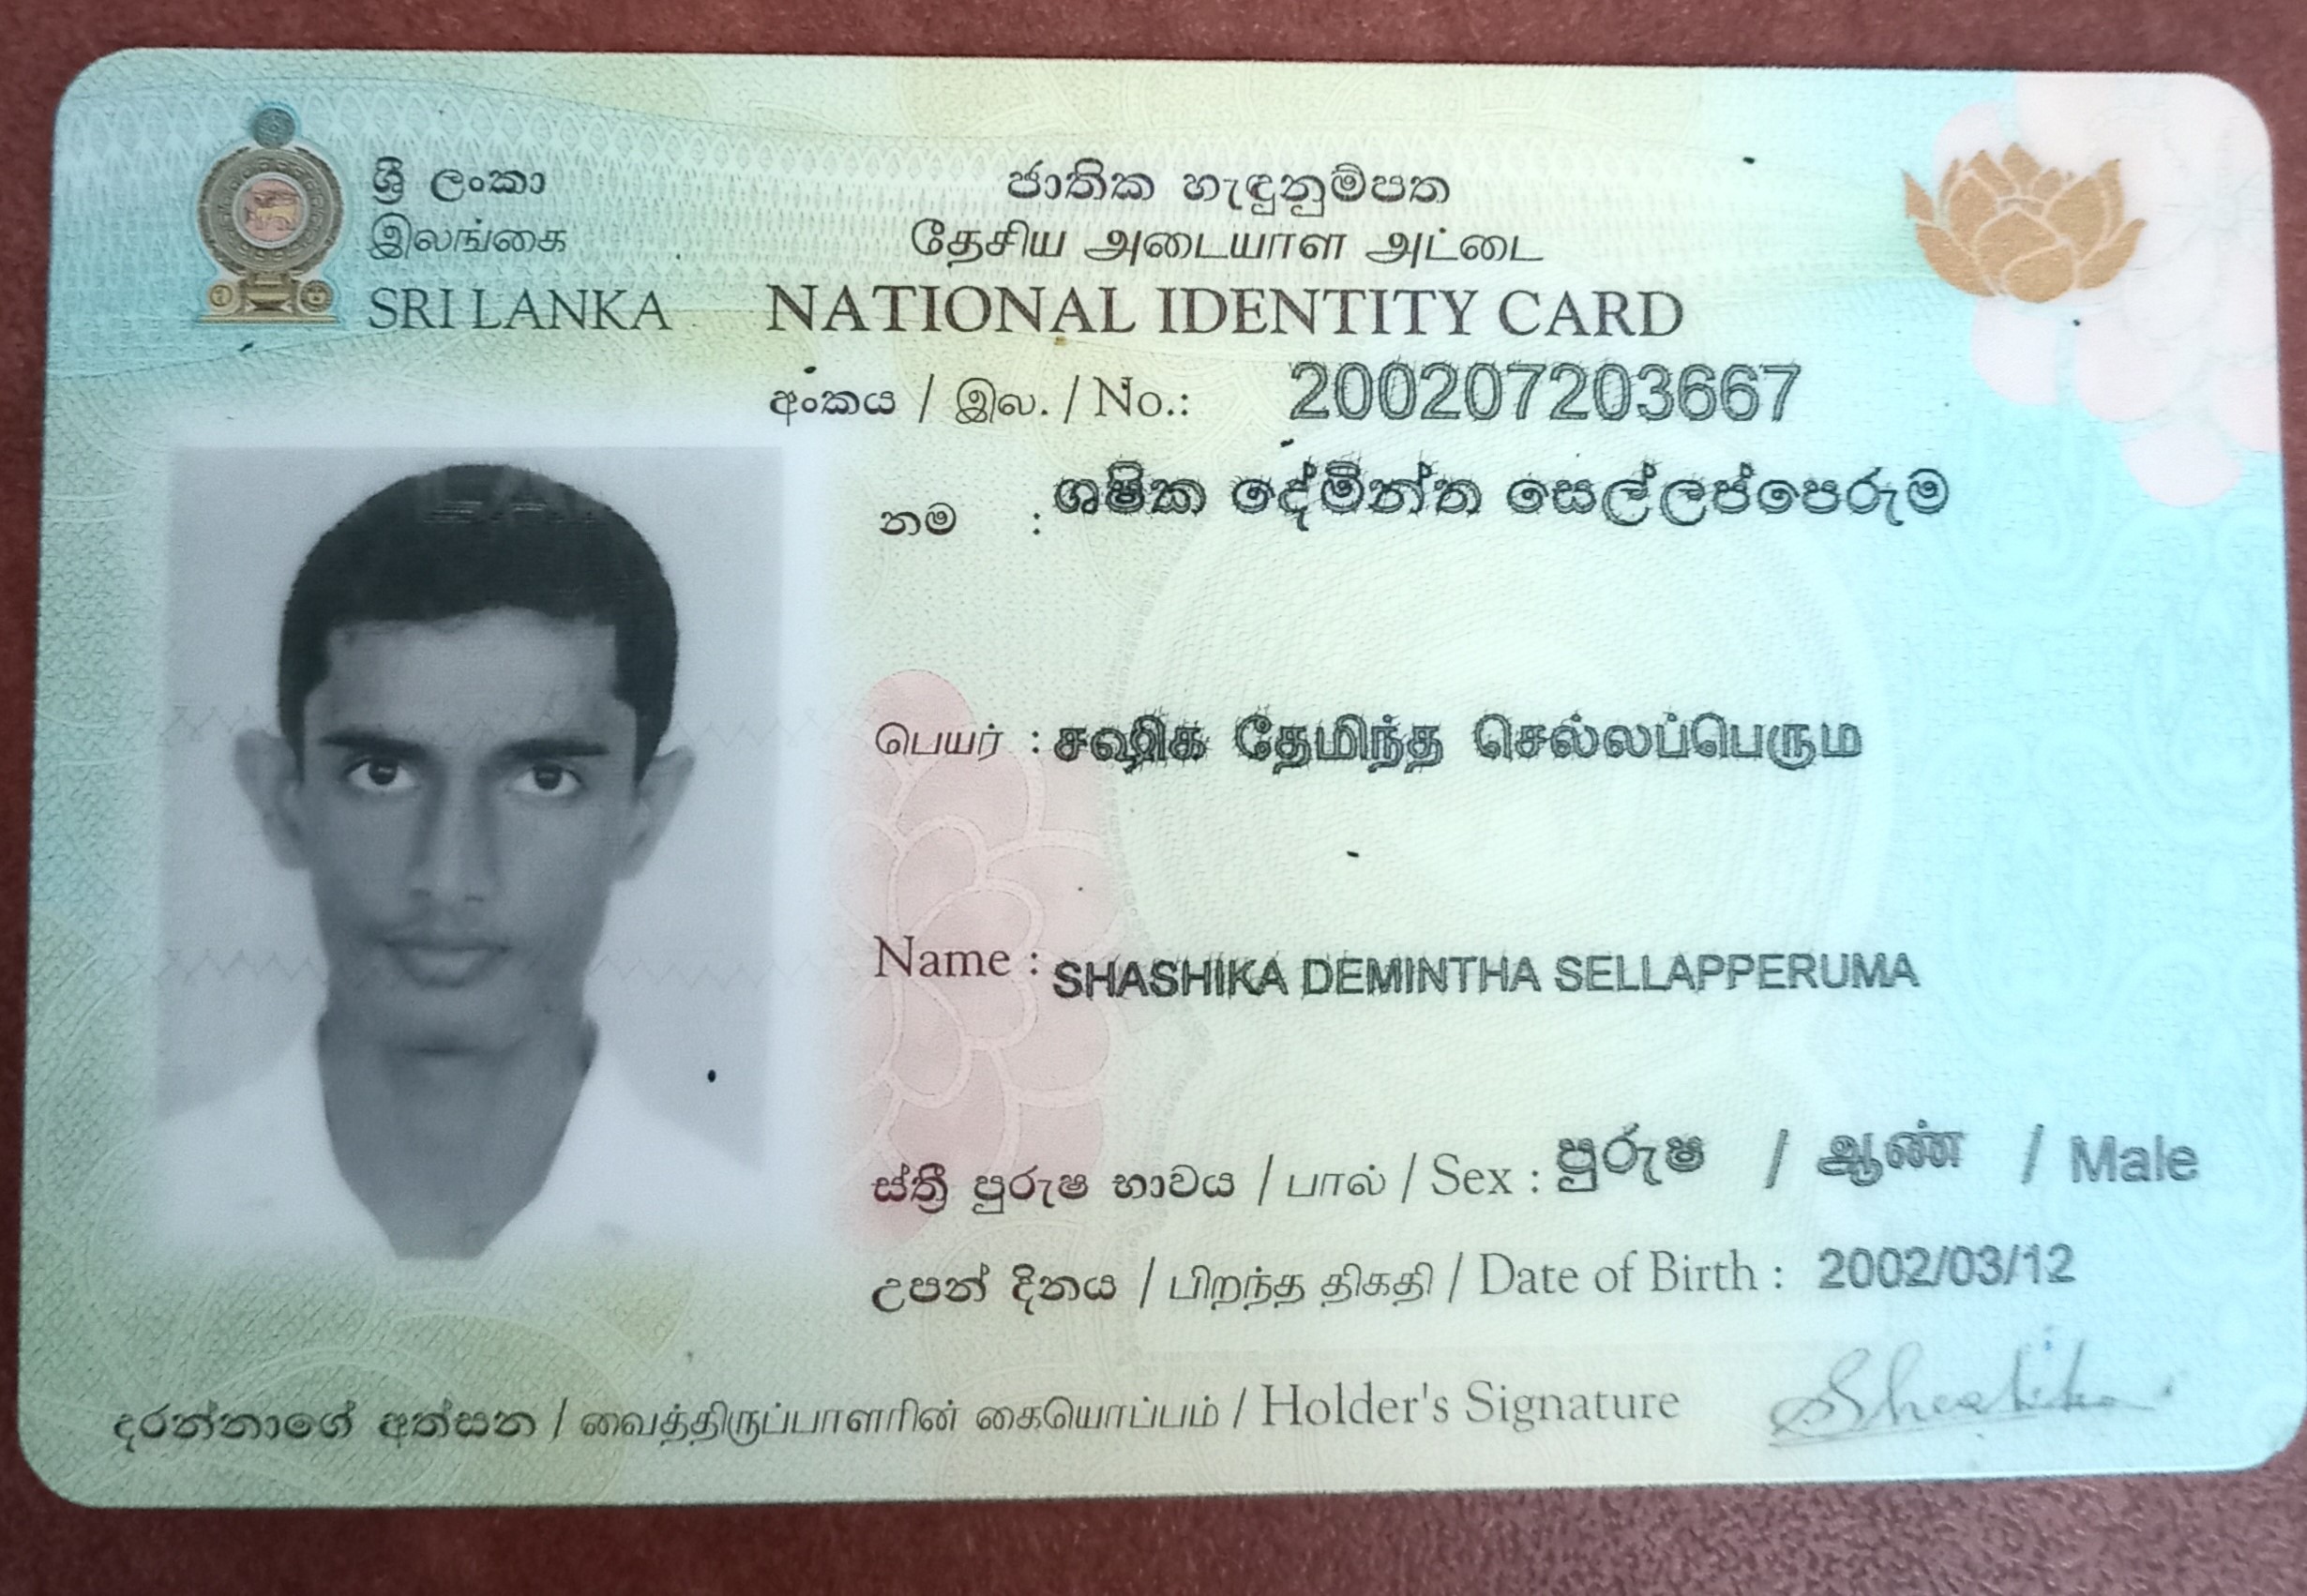 ශ්‍රී ලංකා
இலங்கை
SRI LANKA
ජාතික හැඳුනුම්පත
தேசிய அடையாள அட்டை
NATIONAL IDENTITY CARD
අංකය / இல. / No.: 200207203667
නම : ශෂික දේමින්ත සෙල්ලප්පෙරුම
பெயர் : சஷிக தேமிந்த செல்லப்பெரும
Name : SHASHIKA DEMINTHA SELLAPPERUMA
ස්ත්‍රී පුරුෂ භාවය / பால் / Sex : පුරුෂ / ஆண் / Male
උපන් දිනය / பிறந்த திகதி / Date of Birth : 2002/03/12
දරන්නාගේ අත්සන / வைத்திருப்பாளரின் கையொப்பம் / Holder's Signature Shashika